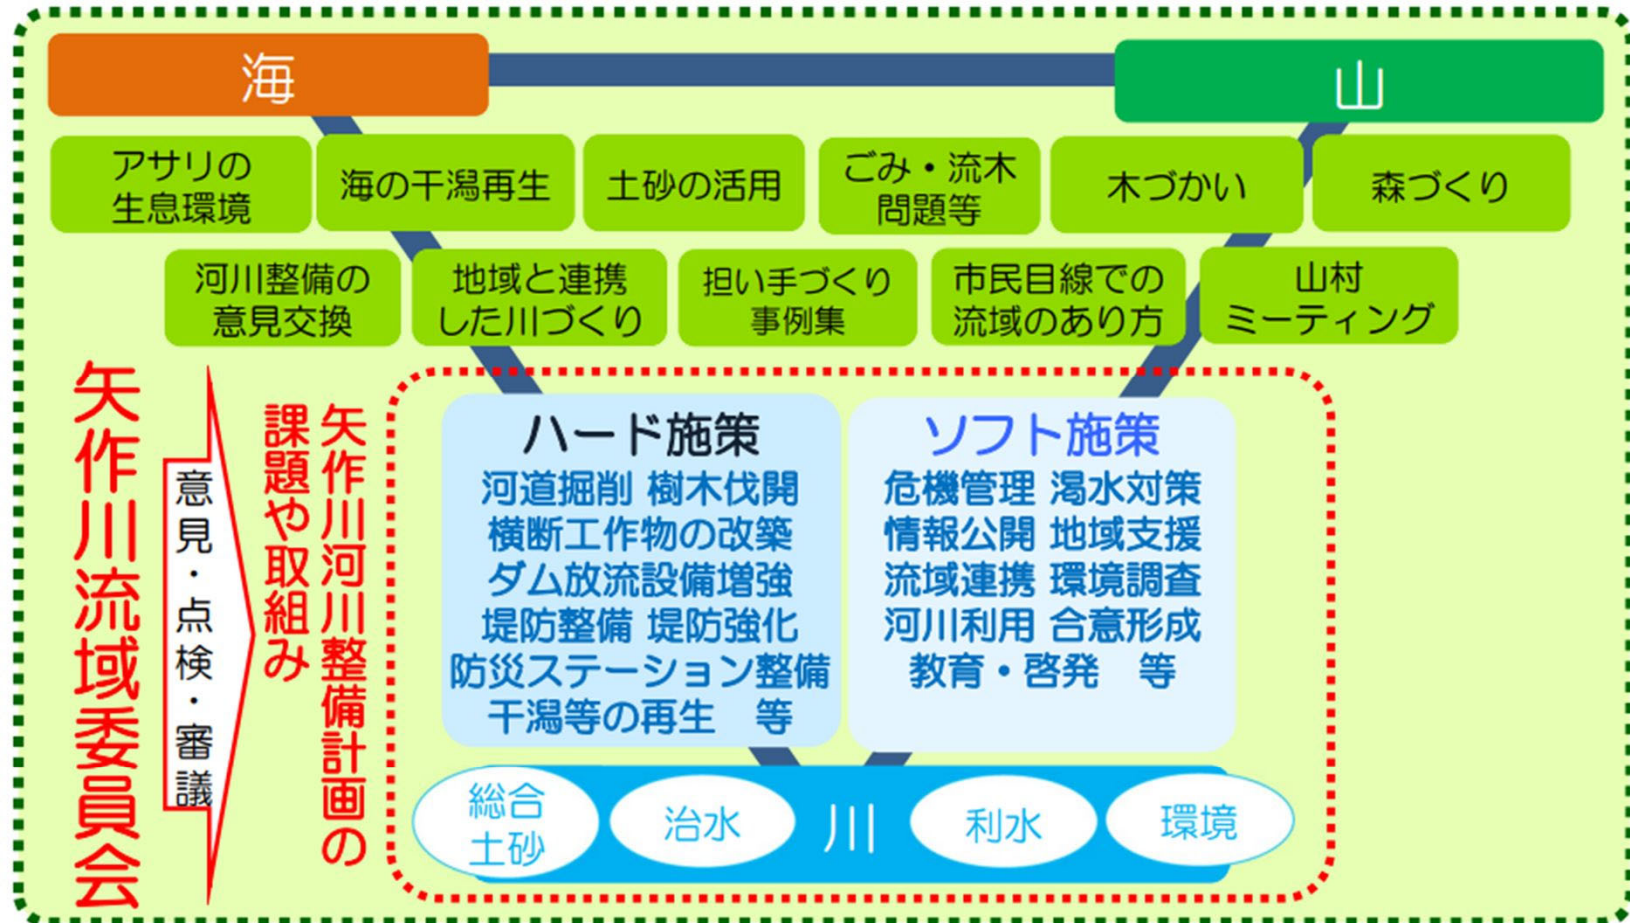 海
山
アサリの
生息環境
海の干潟再生
土砂の活用
ごみ・流木
問題等
木づかい
森づくり
河川整備の
意見交換
地域と連携
した川づくり
担い手づくり
事例集
市民目線での
流域のあり方
山村
ミーティング
矢作川流域委員会
意見・点検・審議
矢作川河川整備計画の
課題や取組み
ハード施策
河道掘削 樹木伐開
横断工作物の改築
ダム放流設備増強
堤防整備 堤防強化
防災ステーション整備
干潟等の再生　等
ソフト施策
危機管理 渇水対策
情報公開 地域支援
流域連携 環境調査
河川利用 合意形成
教育・啓発　等
総合
土砂
治水
川
利水
環境